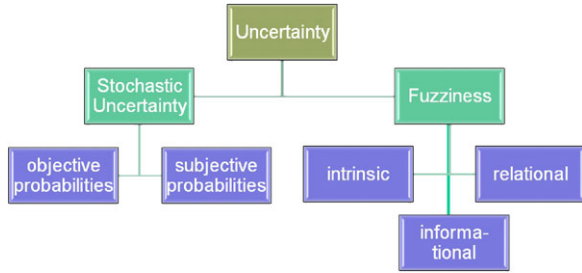 Uncertainty
Stochastic
Uncertainty
Fuzziness
objective
probabilities
subjective
probabilities
intrinsic
relational
informa-
tional